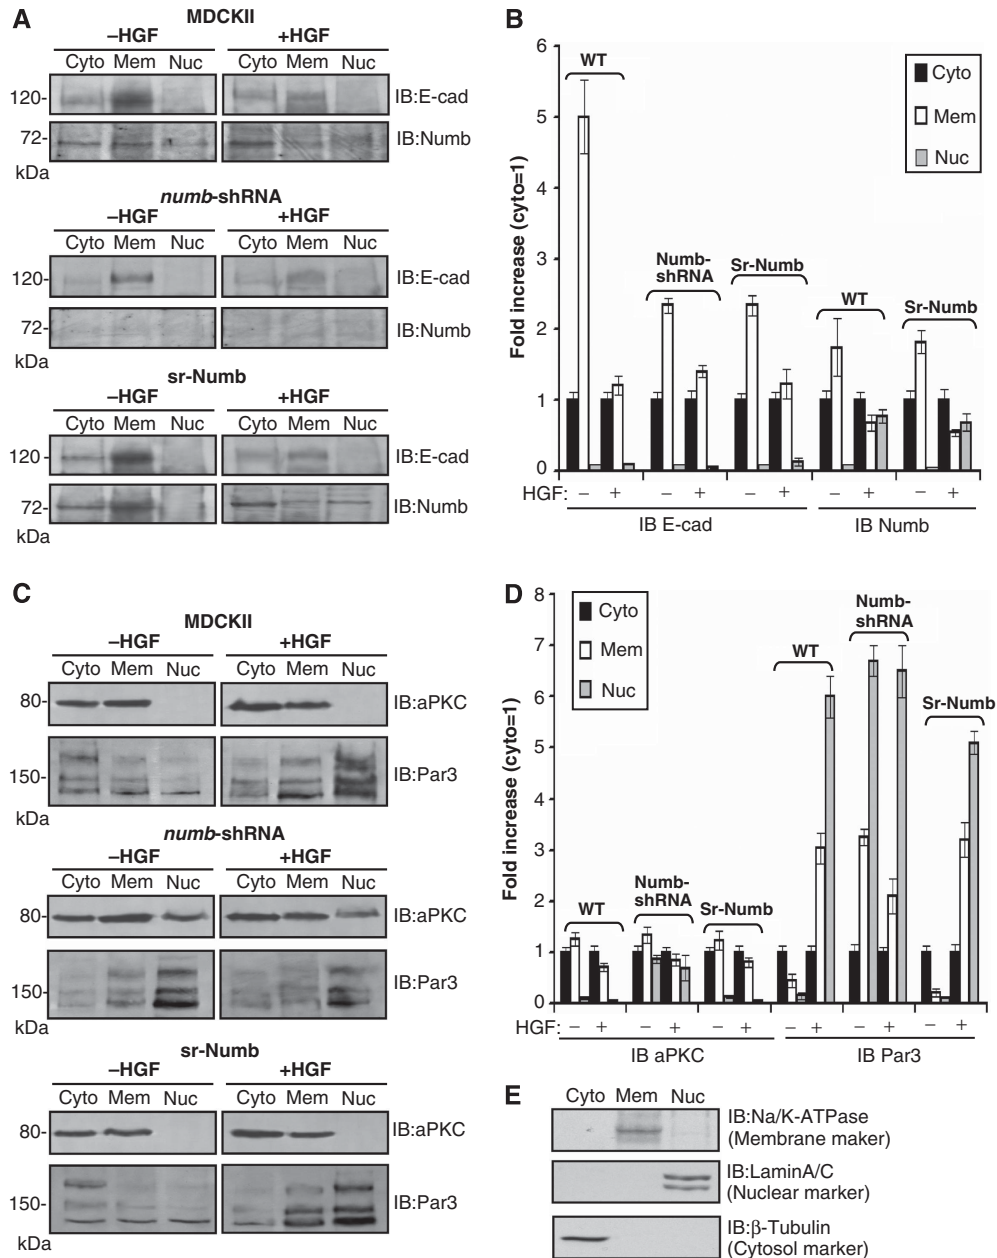 A
MDCKII
–HGF +HGF
Cyto Mem Nuc Cyto Mem Nuc
120- IB:E-cad
72- IB:Numb
kDa
numb-shRNA
–HGF +HGF
Cyto Mem Nuc Cyto Mem Nuc
120- IB:E-cad
72- IB:Numb
kDa
sr-Numb
–HGF +HGF
Cyto Mem Nuc Cyto Mem Nuc
120- IB:E-cad
72- IB:Numb
kDa
B
Fold increase (cyto=1)
6
5
4
3
2
1
0
WT
Numb-
shRNA
Sr-Numb
WT
Sr-Numb
Cyto
Mem
Nuc
HGF: – + – + – + – + – +
IB E-cad IB Numb
C
MDCKII
–HGF +HGF
Cyto Mem Nuc Cyto Mem Nuc
80- IB:aPKC
150- IB:Par3
kDa
numb-shRNA
–HGF +HGF
Cyto Mem Nuc Cyto Mem Nuc
80- IB:aPKC
150- IB:Par3
kDa
sr-Numb
–HGF +HGF
Cyto Mem Nuc Cyto Mem Nuc
80- IB:aPKC
150- IB:Par3
kDa
D
Fold increase (cyto=1)
8
7
6
5
4
3
2
1
0
Cyto
Mem
Nuc
WT
Numb-
shRNA
Sr-Numb
WT
Numb-
shRNA
Sr-Numb
HGF: – + – + – + – + – + – +
IB aPKC IB Par3
E
Cyto Mem Nuc
IB:Na/K-ATPase
(Membrane maker)
IB:LaminA/C
(Nuclear marker)
IB:β-Tubulin
(Cytosol marker)